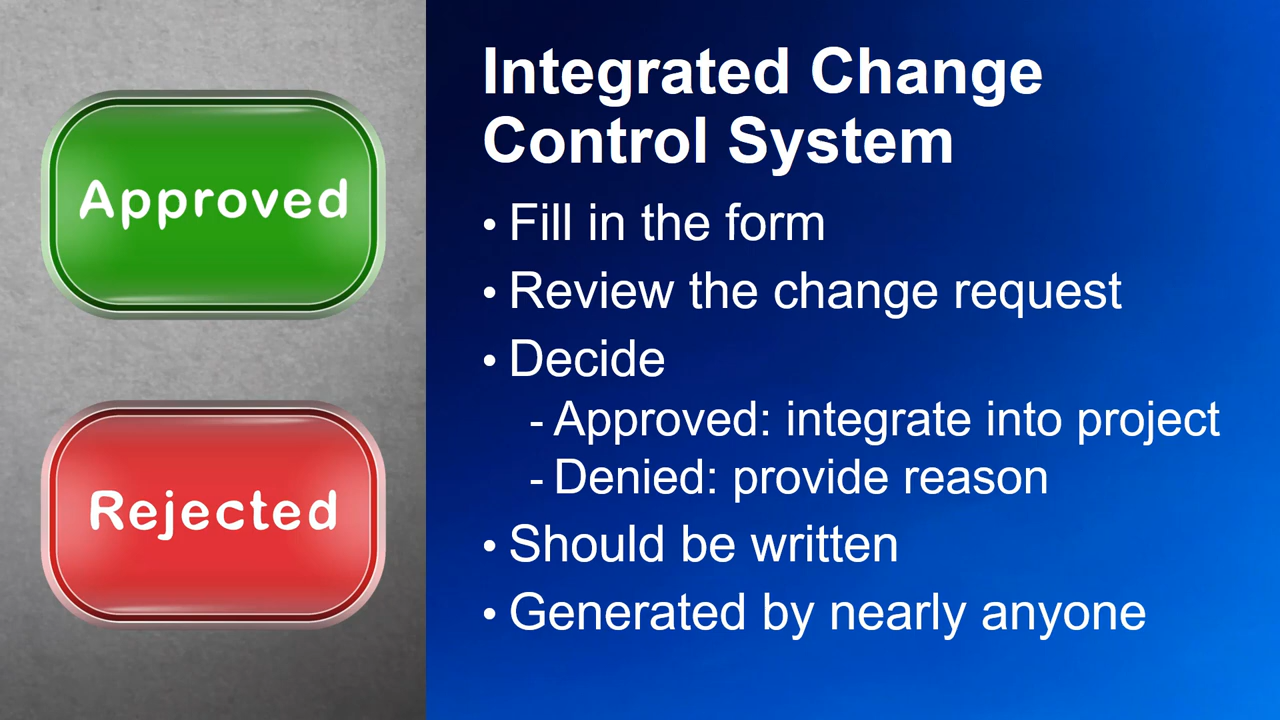 Approved
Rejected
Integrated Change
Control System
• Fill in the form
• Review the change request
• Decide
- Approved: integrate into project
- Denied: provide reason
• Should be written
• Generated by nearly anyone